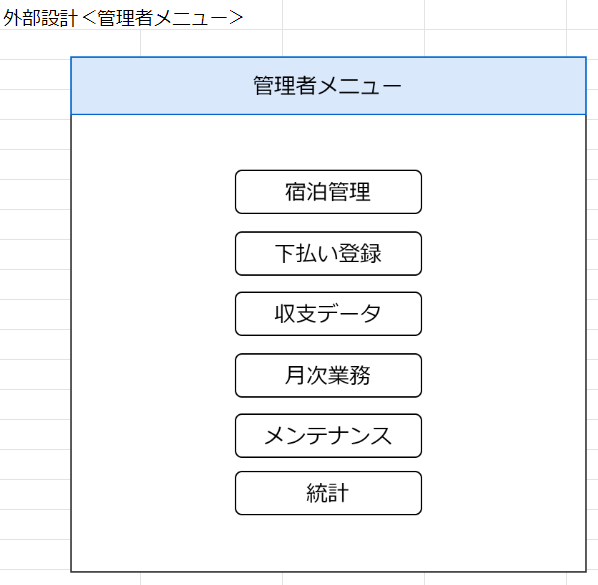 外部設計<管理者メニュー>
管理者メニュー
宿泊管理
下払い登録
収支データ
月次業務
メンテナンス
統計